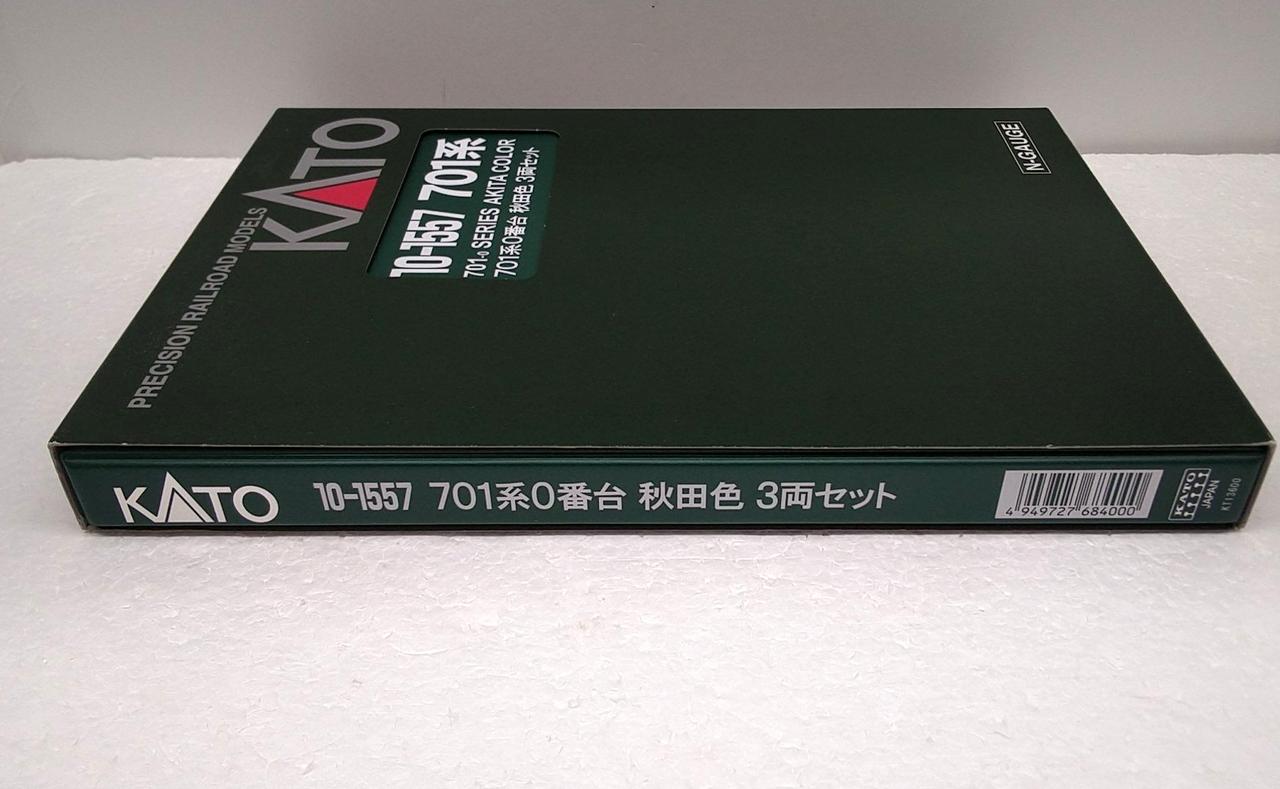 PRECISION RAILROAD MODELS
KATO
10-1557 701系
701-0 SERIES AKITA COLOR
701系0番台 秋田色 3両セット
N-GAUGE
KATO 10-1557 701系0番台 秋田色 3両セット
4 949727 684000
KATO
JAPAN
K113600